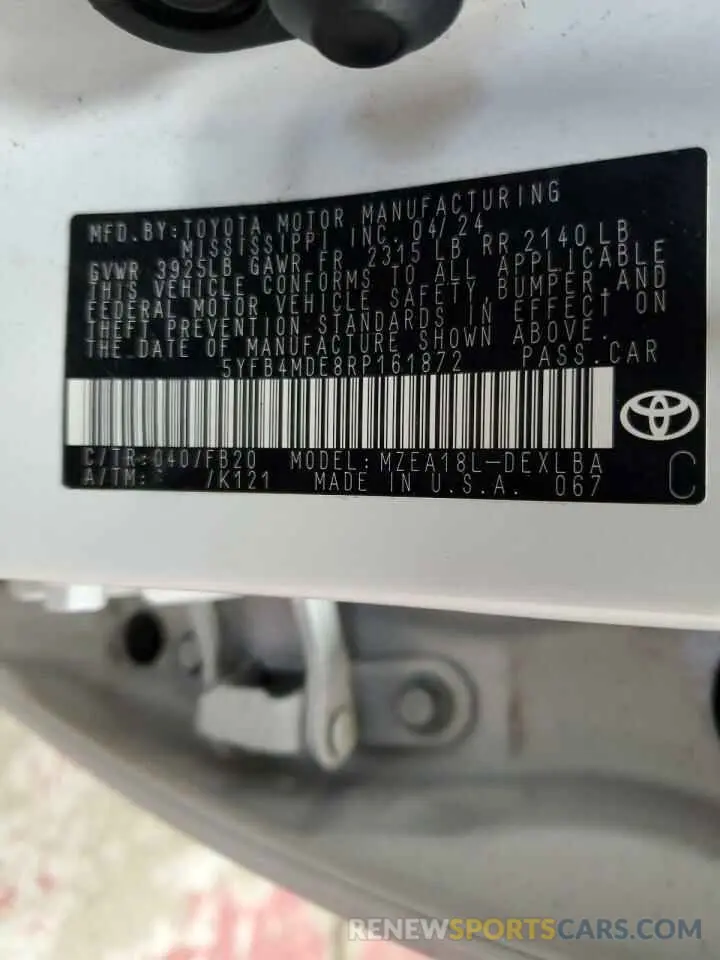 MFD.BY:TOYOTA MOTOR MANUFACTURING
MISSISSIPPI INC. 04/24
GVWR 3925LB GAWR FR 2315 LB RR 2140LB
THIS VEHICLE CONFORMS TO ALL APPLICABLE
FEDERAL MOTOR VEHICLE SAFETY,BUMPER,AND
THEFT PREVENTION STANDARDS IN EFFECT ON
THE DATE OF MANUFACTURE SHOWN ABOVE.
5YFB4MDE8RP161872 PASS.CAR
C/TR:040/FB20 MODEL:MZEA18L-DEXLBA
A/TM: /K121 MADE IN U.S.A. 067 C
RENEWSPORTSCARS.COM